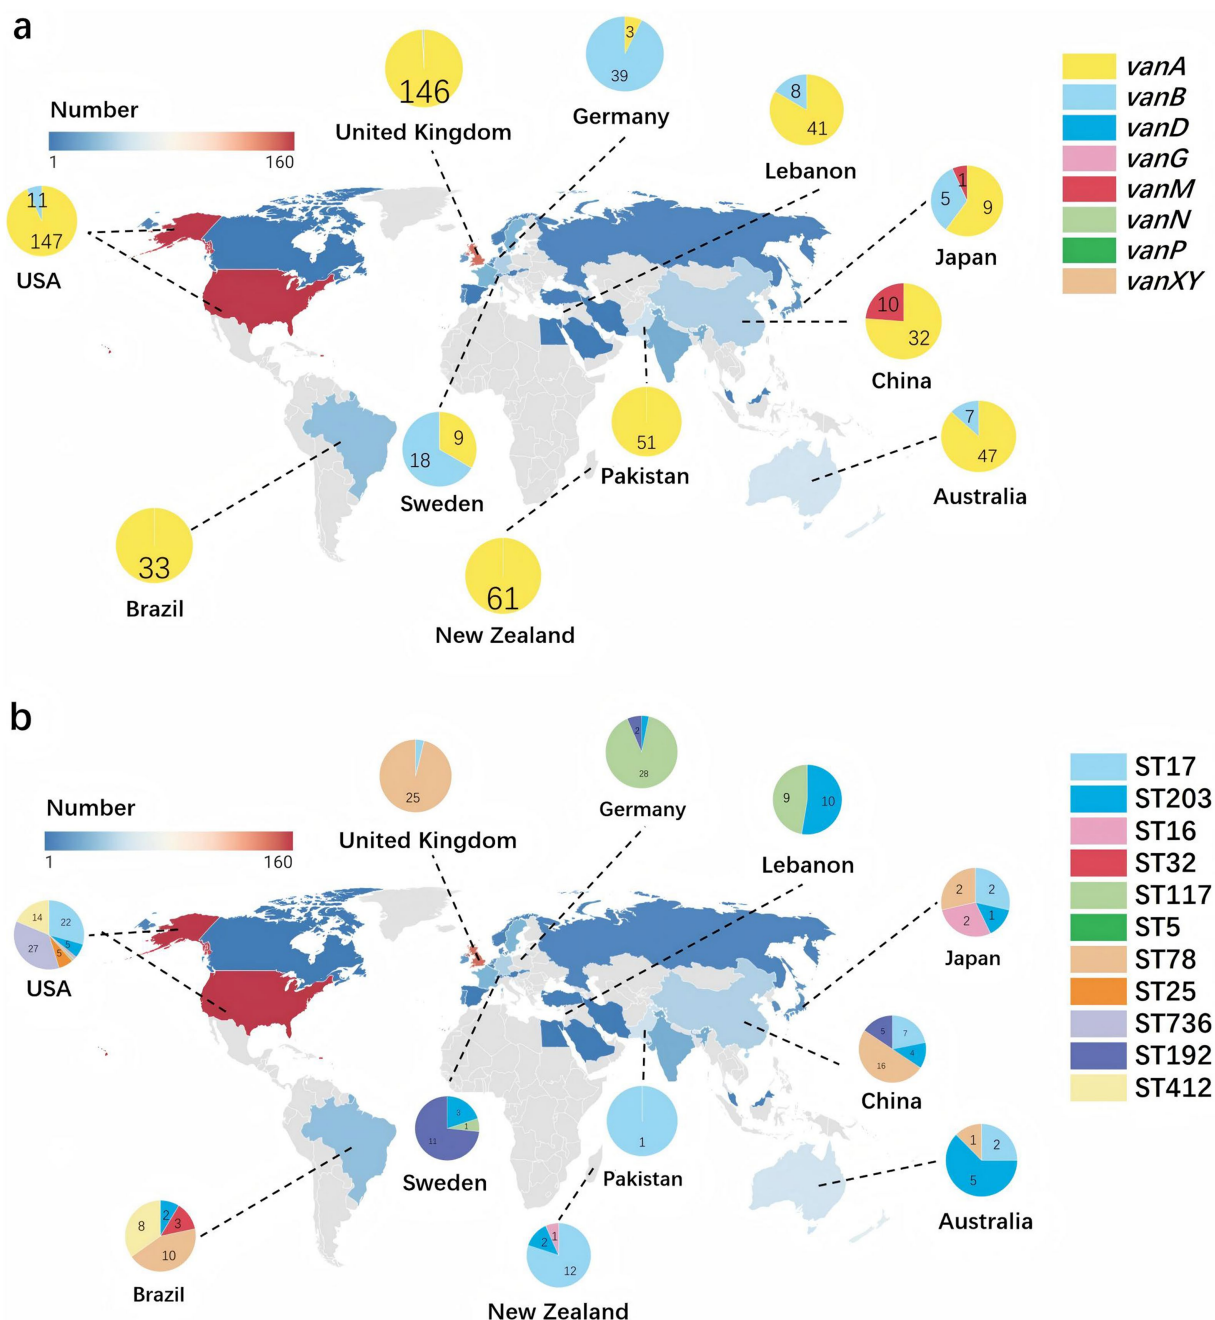 a
Number
1
160
146
United Kingdom
3
39
Germany
8
41
Lebanon
vanA
vanB
vanD
vanG
vanM
vanN
vanP
vanXY
11
147
USA
1
5
9
Japan
10
32
China
51
Pakistan
9
18
Sweden
7
47
Australia
33
Brazil
61
New Zealand
b
Number
1
160
25
United Kingdom
2
28
Germany
9
10
Lebanon
ST17
ST203
ST16
ST32
ST117
ST5
ST78
ST25
ST736
ST192
ST412
14
22
5
5
27
USA
2
2
1
2
Japan
5
7
4
16
China
1
Pakistan
3
1
11
Sweden
1
2
5
Australia
2
3
8
10
Brazil
1
2
12
New Zealand